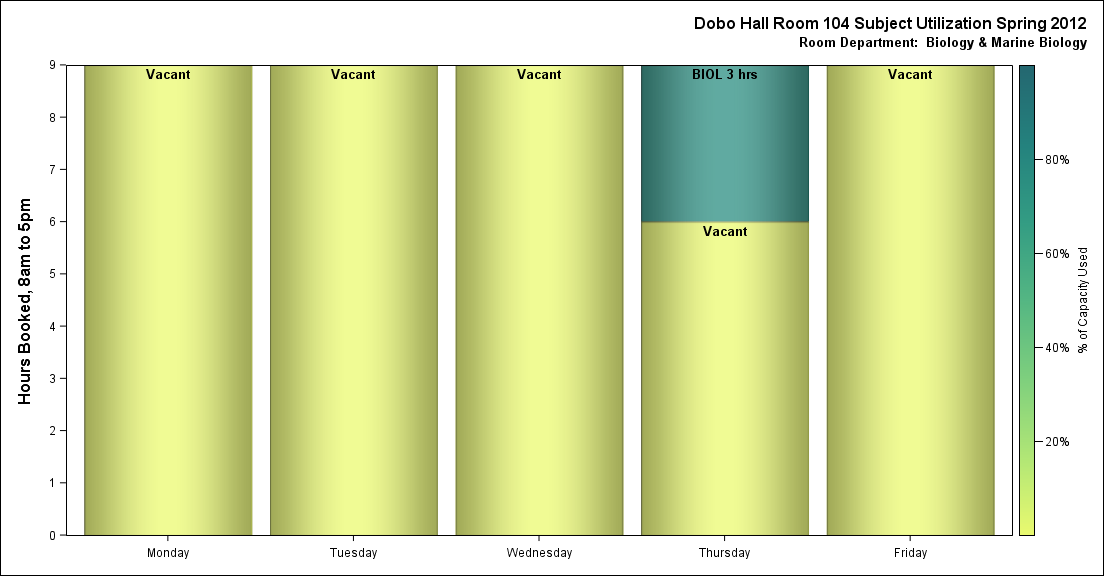 Dobo Hall Room 104 Subject Utilization Spring 2012
Room Department: Biology & Marine Biology
Hours Booked, 8am to 5pm
9
8
7
6
5
4
3
2
1
0
Vacant
Vacant
Vacant
BIOL 3 hrs
Vacant
Vacant
Monday
Tuesday
Wednesday
Thursday
Friday
80%
60%
40%
20%
% of Capacity Used